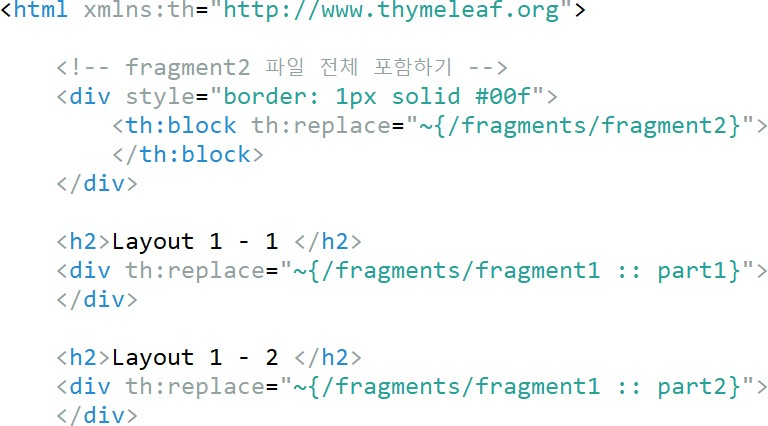 <html xmlns:th="http://www.thymeleaf.org">
<!-- fragment2 파일 전체 포함하기 -->
<div style="border: 1px solid #00f">
<th:block th:replace="~{/fragments/fragment2}">
</th:block>
</div>
<h2>Layout 1 - 1 </h2>
<div th:replace="~{/fragments/fragment1 :: part1}">
</div>
<h2>Layout 1 - 2 </h2>
<div th:replace="~{/fragments/fragment1 :: part2}">
</div>